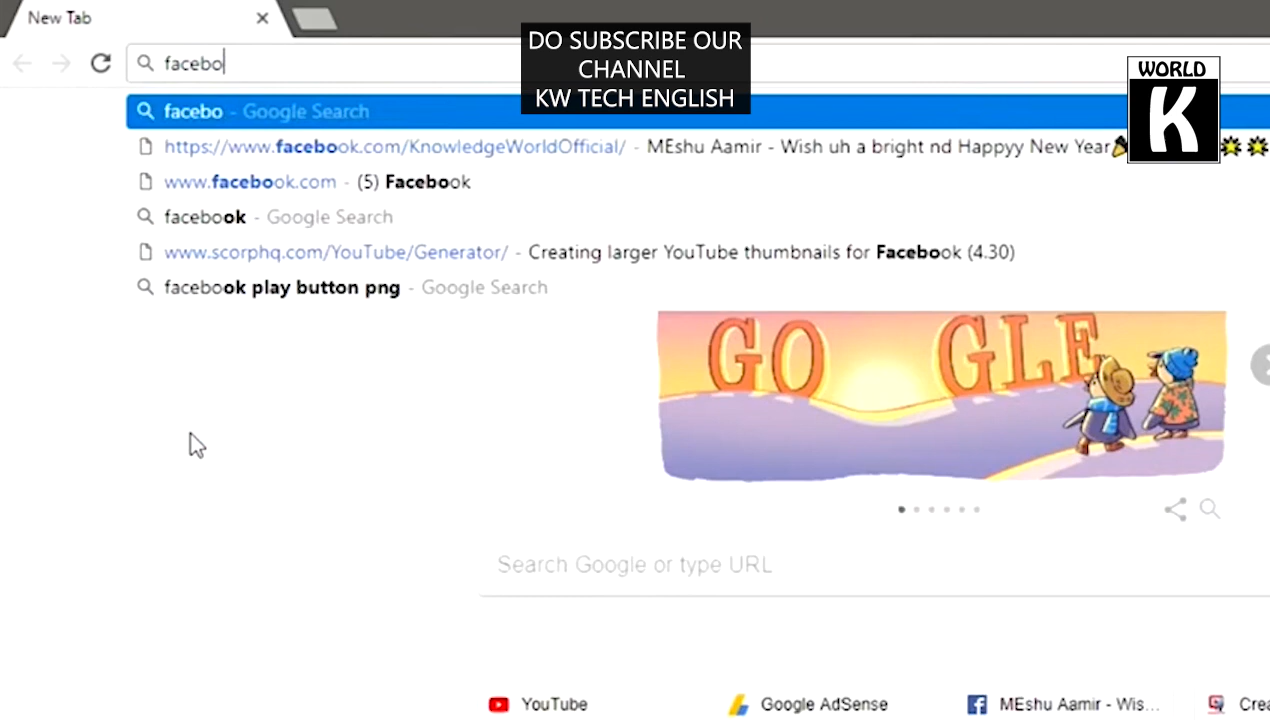 New Tab
facebo
DO SUBSCRIBE OUR
CHANNEL
KW TECH ENGLISH
WORLD
K
facebo - Google Search
https://www.facebook.com/KnowledgeWorldOfficial/ - MEshu Aamir - Wish uh a bright nd Happyy New Year
www.facebook.com - (5) Facebook
facebook - Google Search
www.scorphq.com/YouTube/Generator/ - Creating larger YouTube thumbnails for Facebook (4.30)
facebook play button png - Google Search
GO GLE
Search Google or type URL
YouTube
Google AdSense
MEshu Aamir - Wis...
Crea